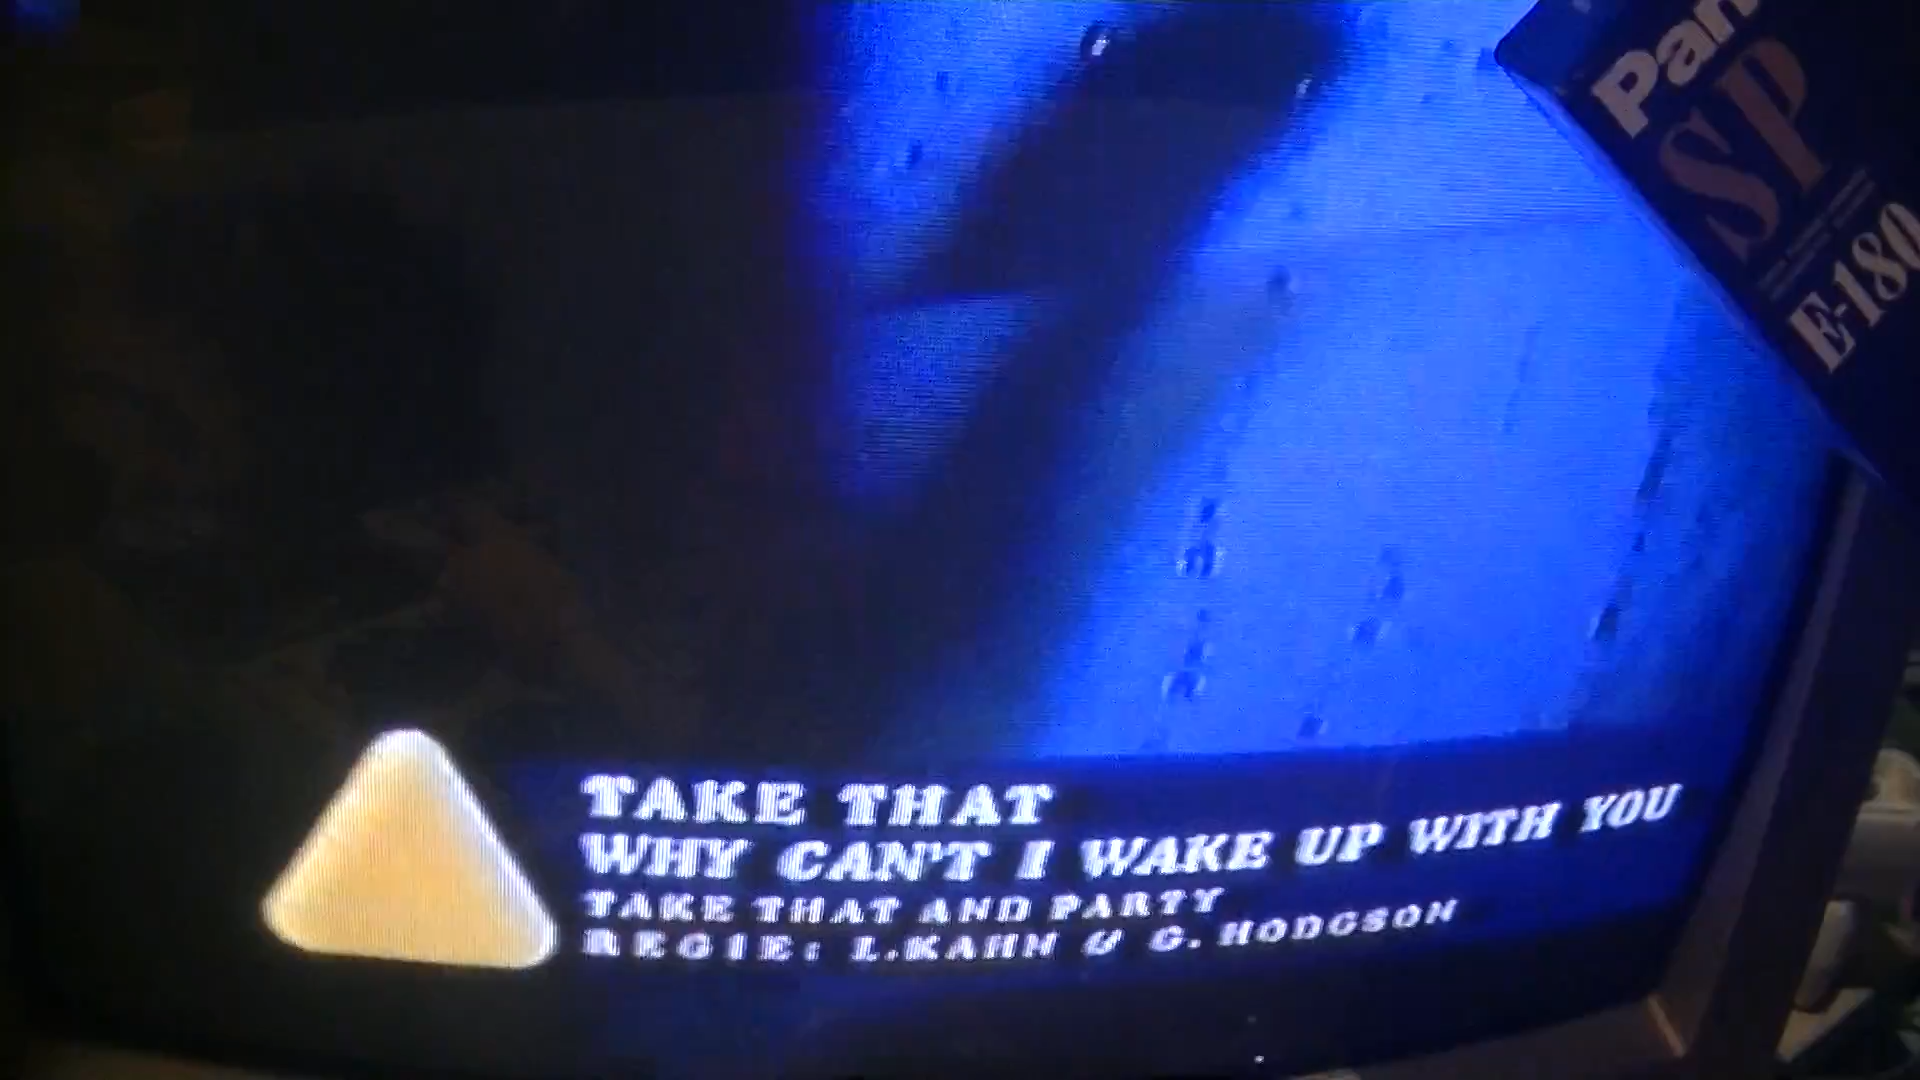 Pan
SP
E-180
TAKE THAT
WHY CAN'T I WAKE UP WITH YOU
TAKE THAT AND PARTY
REGIE: L.KAHN & G. HODGSON